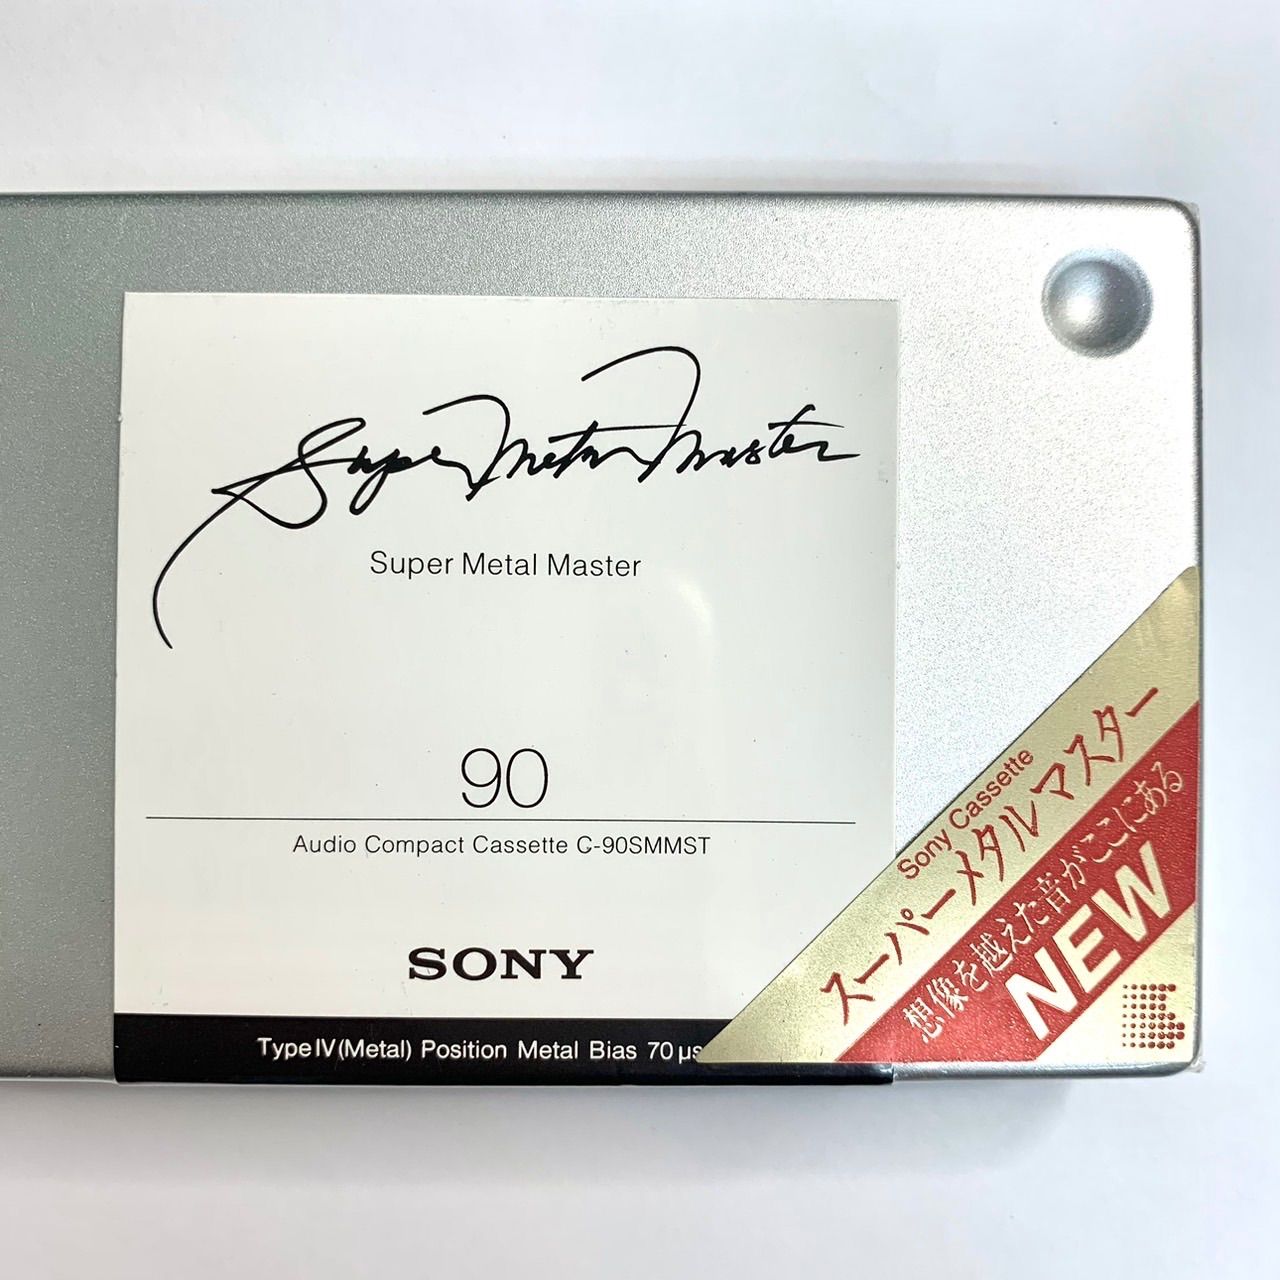 Super Metal Master
Super Metal Master
90
Audio Compact Cassette C-90SMMST
SONY
Type IV (Metal) Position Metal Bias 70 µs
Sony Cassette
スーパーメタルマスター
想像を越えた音がここにある
NEW